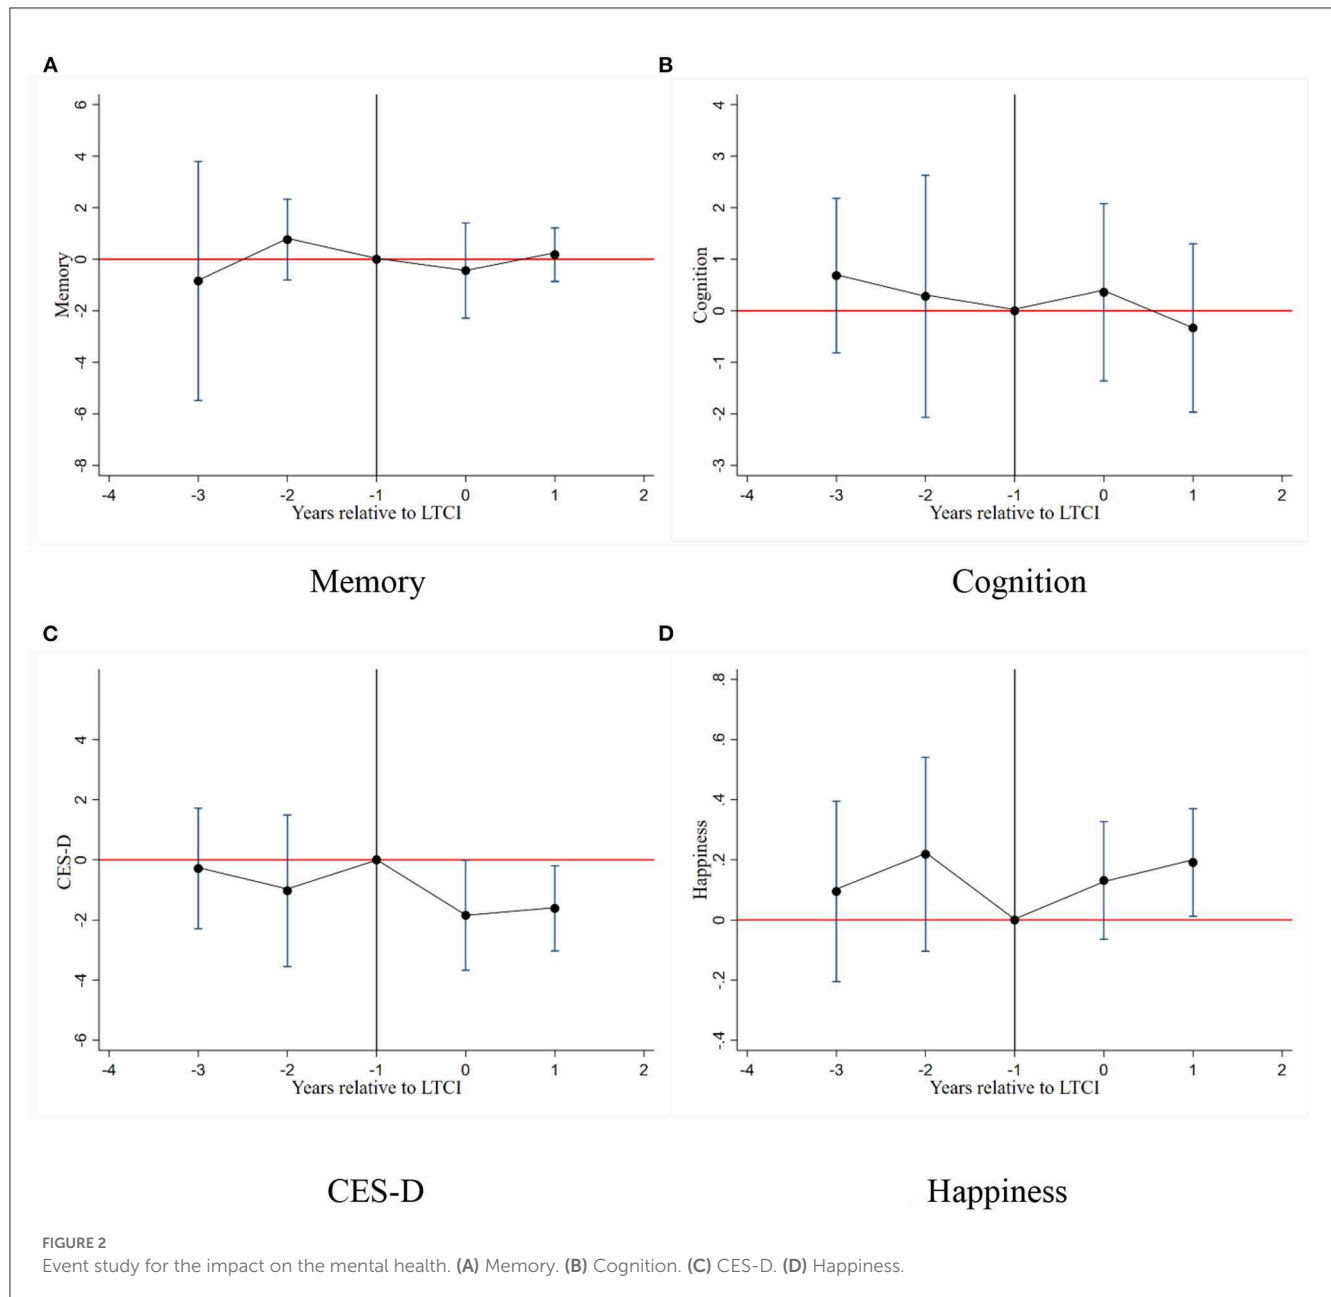 A
6
4
2
0
-2
-4
-6
-8
Memory
-4 -3 -2 -1 0 1 2
Years relative to LTCI
Memory
B
4
3
2
1
0
-1
-2
-3
Cognition
-4 -3 -2 -1 0 1 2
Years relative to LTCI
Cognition
C
4
2
0
-2
-4
-6
CES-D
-4 -3 -2 -1 0 1 2
Years relative to LTCI
CES-D
D
.8
.6
.4
.2
0
-.2
-.4
Happiness
-4 -3 -2 -1 0 1 2
Years relative to LTCI
Happiness
FIGURE 2
Event study for the impact on the mental health. (A) Memory. (B) Cognition. (C) CES-D. (D) Happiness.